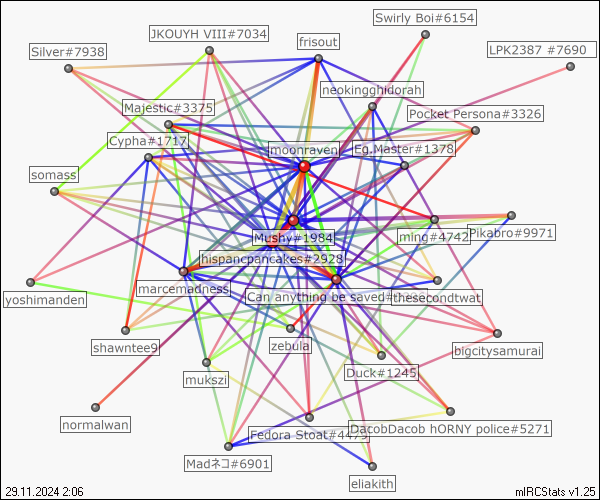 Swirly Boi#6154
JKOUYH VIII#7034
frisout
Silver#7938
LPK2387 #7690
neokingghidorah
Majestic#3375
Pocket Persona#3326
Cypha#1717
moonraven
Eg.Master#1378
somass
Mushy#1984
ming#4742
Pikabro#9971
hispancpancakes#2928
marcemadness
Can anything be saved#
thesecondtwat
yoshimanden
shawntee9
zebula
bigcitysamurai
Duck#1245
mukszi
normalwan
DacobDacob hORNY police#5271
Fedora Stoat#4475
Madネコ#6901
eliakith
29.11.2024 2:06
mIRCStats v1.25